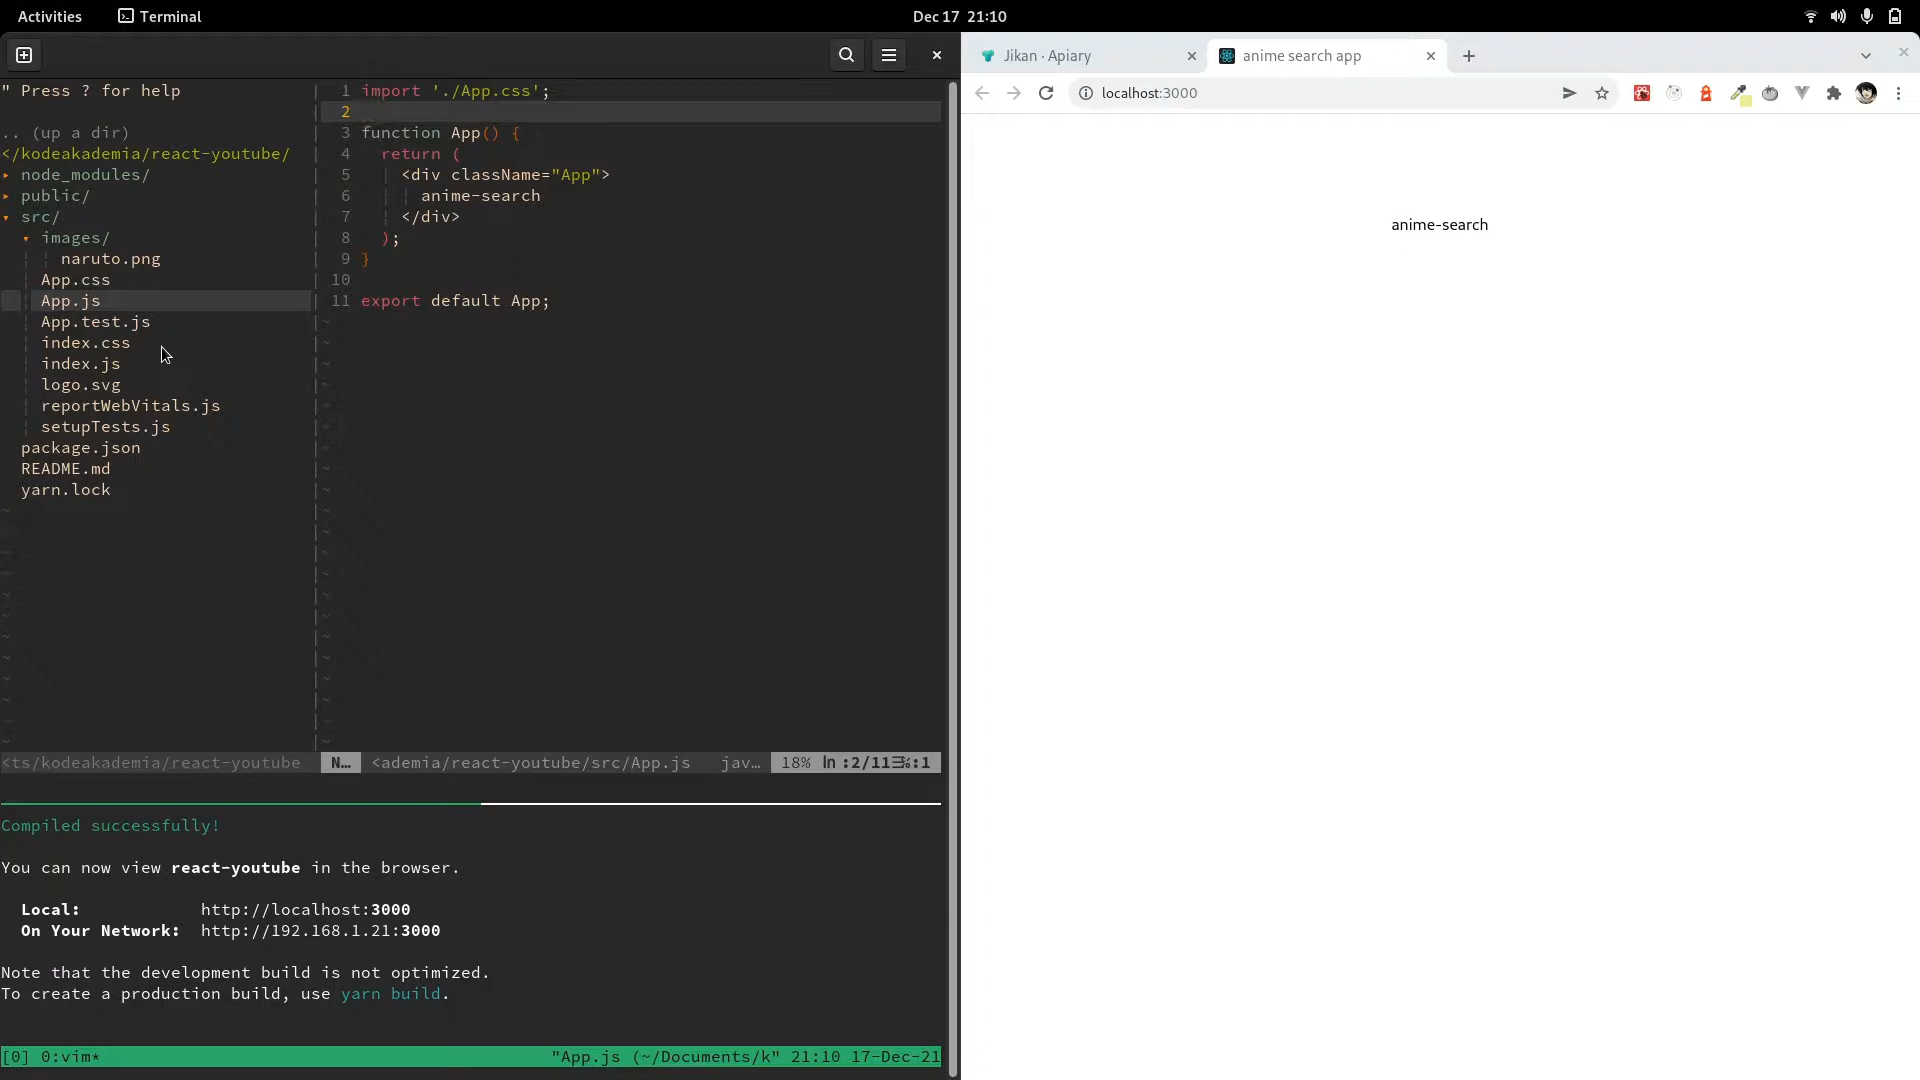 Activities
Terminal
Dec 17 21:10
" Press ? for help
.. (up a dir)
</kodeakademia/react-youtube/
▸ node_modules/
▸ public/
▾ src/
▾ images/
naruto.png
App.css
App.js
App.test.js
index.css
index.js
logo.svg
reportWebVitals.js
setupTests.js
package.json
README.md
yarn.lock
1 import './App.css';
2
3 function App() {
4 return (
5 <div className="App">
6 anime-search
7 </div>
8 );
9 }
10
11 export default App;
<ts/kodeakademia/react-youtube
N… <ademia/react-youtube/src/App.js jav… 18% ln :2/11☰%:1
Compiled successfully!
You can now view react-youtube in the browser.
Local: http://localhost:3000
On Your Network: http://192.168.1.21:3000
Note that the development build is not optimized.
To create a production build, use yarn build.
[0] 0:vim* "App.js (~/Documents/k" 21:10 17-Dec-21
Jikan · Apiary
anime search app
localhost:3000
anime-search